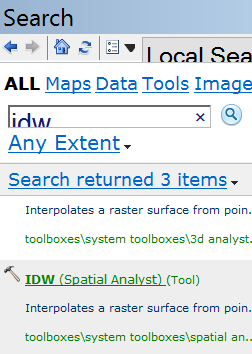 Search
Local Sea
ALL Maps Data Tools Image
idw
Any Extent
Search returned 3 items
Interpolates a raster surface from poin.
toolboxes\system toolboxes\3d analyst.
IDW (Spatial Analyst) (Tool)
Interpolates a raster surface from poin.
toolboxes\system toolboxes\spatial an..